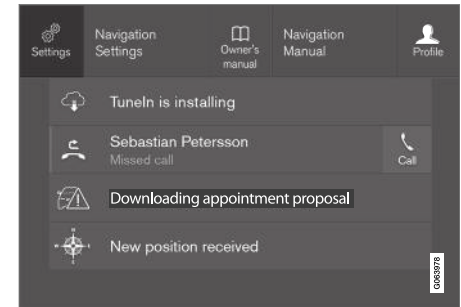 Settings
Navigation
Settings
Owner's
manual
Navigation
Manual
Profile
TuneIn is installing
Sebastian Petersson
Missed call
Call
Downloading appointment proposal
New position received
G063978